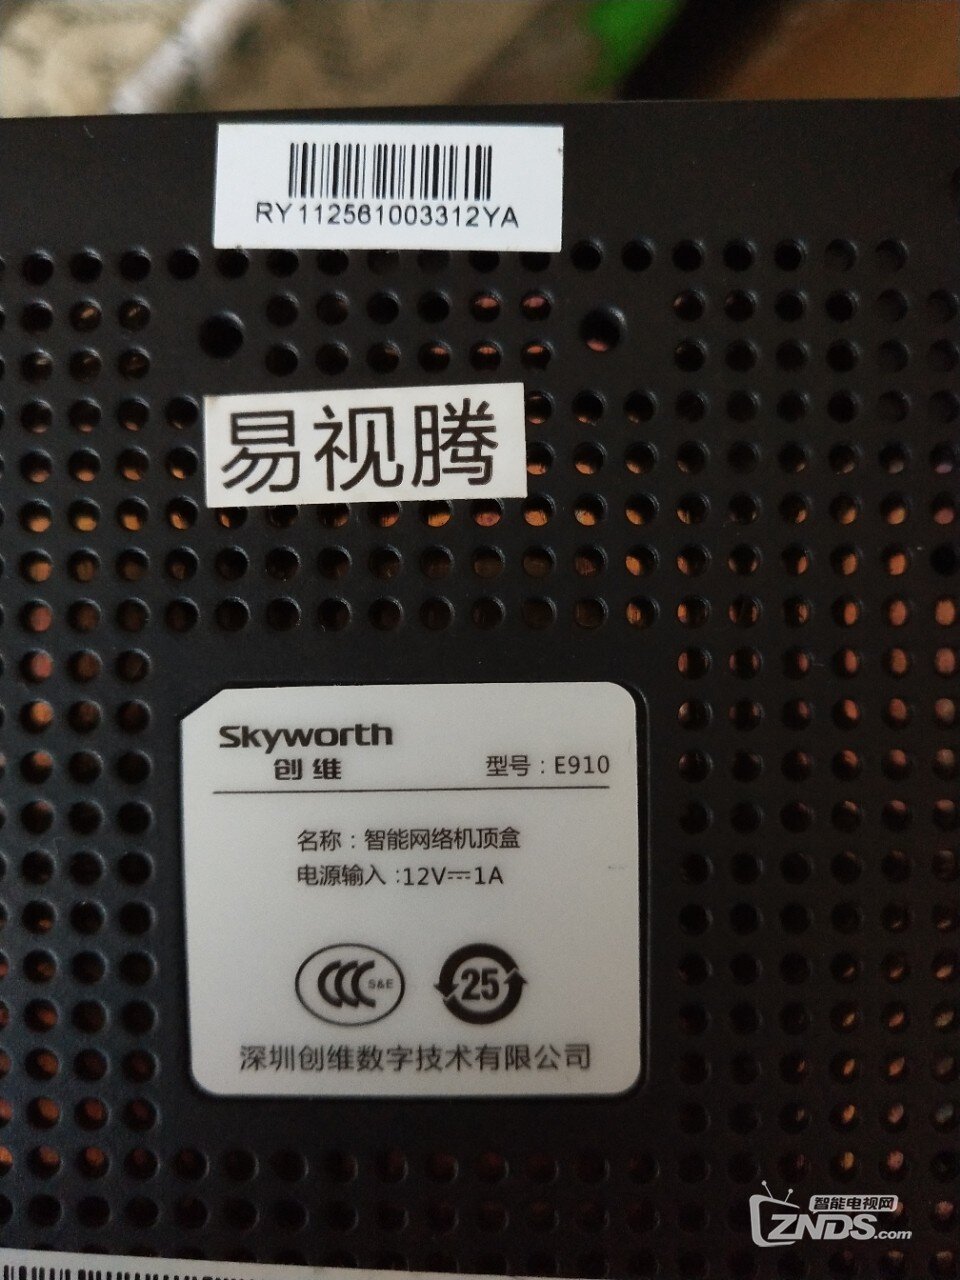 RY112561003312YA
易视腾
Skyworth
创维
型号:E910
名称:智能网络机顶盒
电源输入:12V⎓1A
CCC S&E
25
深圳创维数字技术有限公司
智能电视网
ZNDS.com